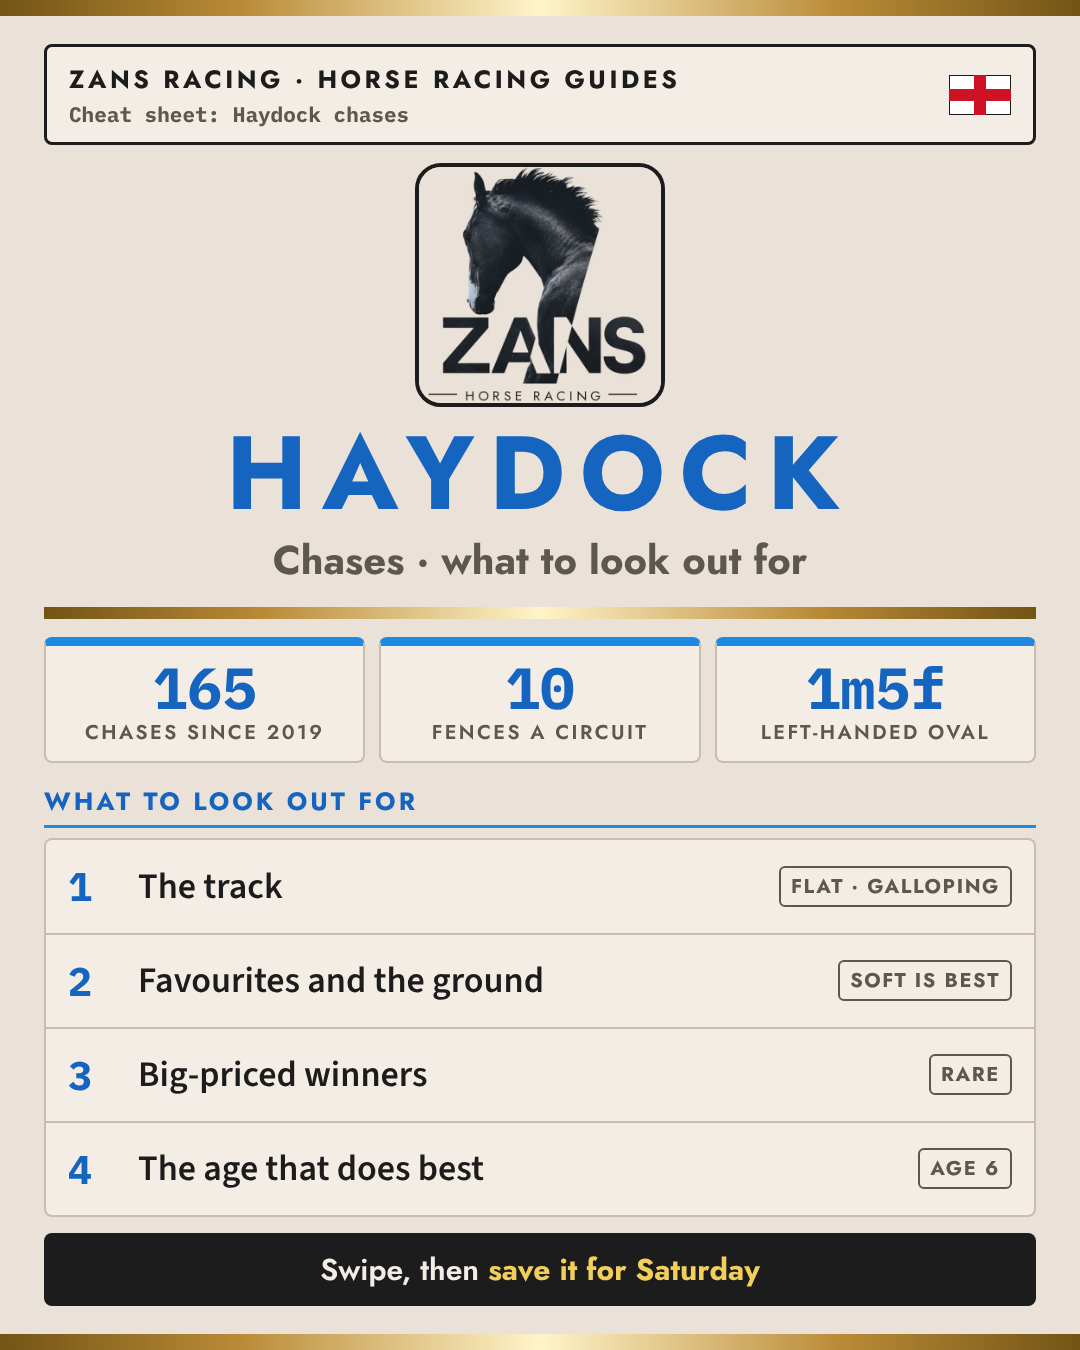 ZANS RACING · HORSE RACING GUIDES
Cheat sheet: Haydock chases
ZANS
HORSE RACING
HAYDOCK
Chases · what to look out for
165
CHASES SINCE 2019
10
FENCES A CIRCUIT
1m5f
LEFT-HANDED OVAL
WHAT TO LOOK OUT FOR
1 The track FLAT · GALLOPING
2 Favourites and the ground SOFT IS BEST
3 Big-priced winners RARE
4 The age that does best AGE 6
Swipe, then save it for Saturday